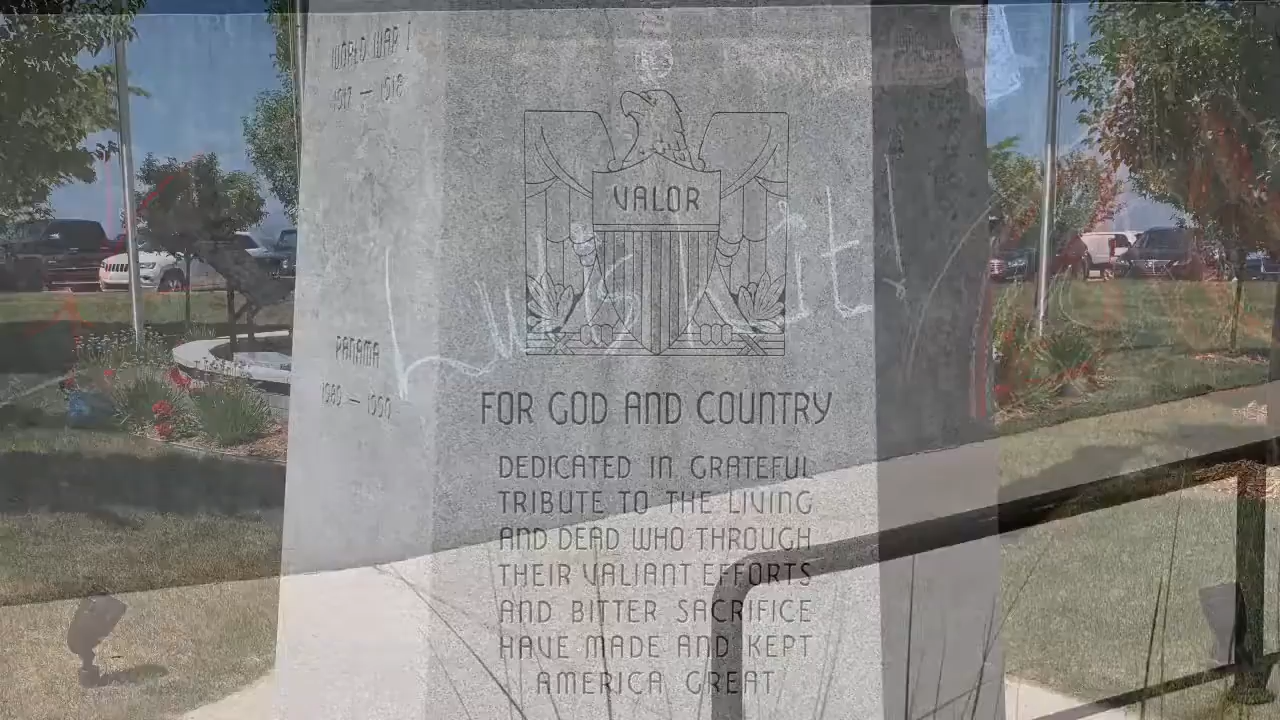 WORLD WAR I
1917 — 1918
VALOR
PANAMA
1989 — 1990
FOR GOD AND COUNTRY
DEDICATED IN GRATEFUL
TRIBUTE TO THE LIVING
AND DEAD WHO THROUGH
THEIR VALIANT EFFORTS
AND BITTER SACRIFICE
HAVE MADE AND KEPT
AMERICA GREAT